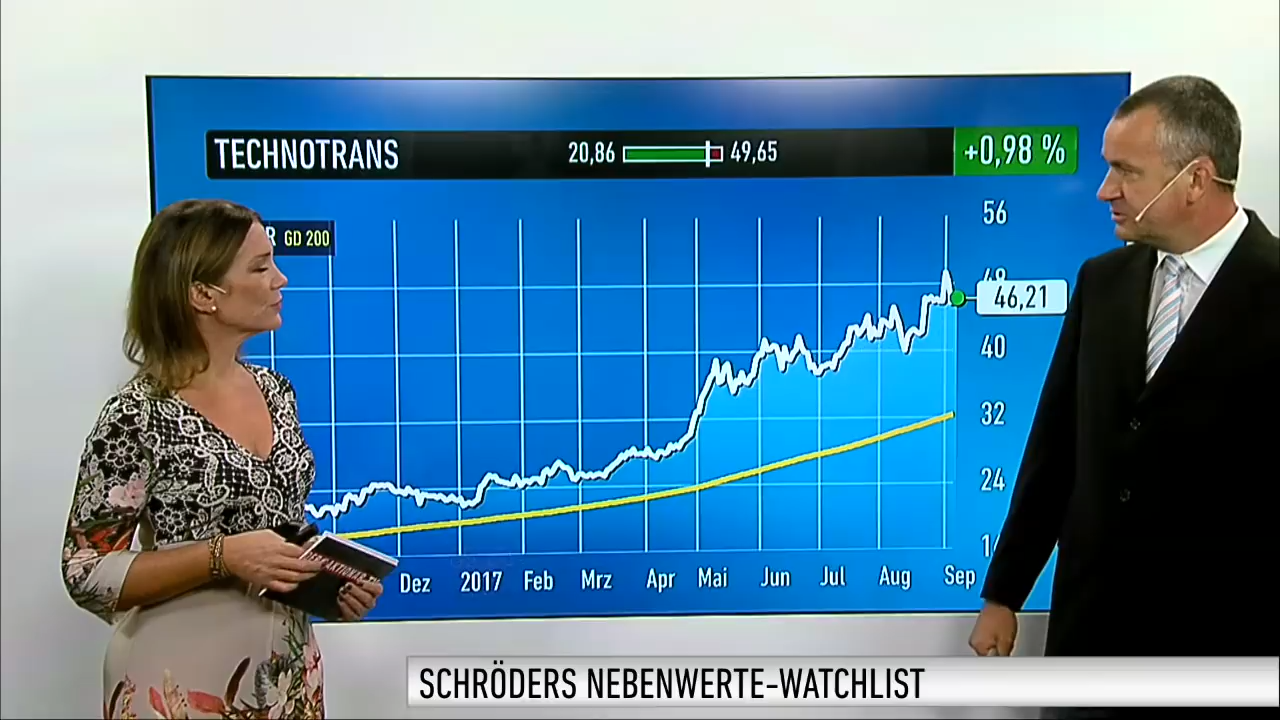 TECHNOTRANS 20,86 49,65 +0,98 %
R GD 200
56
48
46,21
40
32
24
Dez 2017 Feb Mrz Apr Mai Jun Jul Aug Sep
SCHRÖDERS NEBENWERTE-WATCHLIST